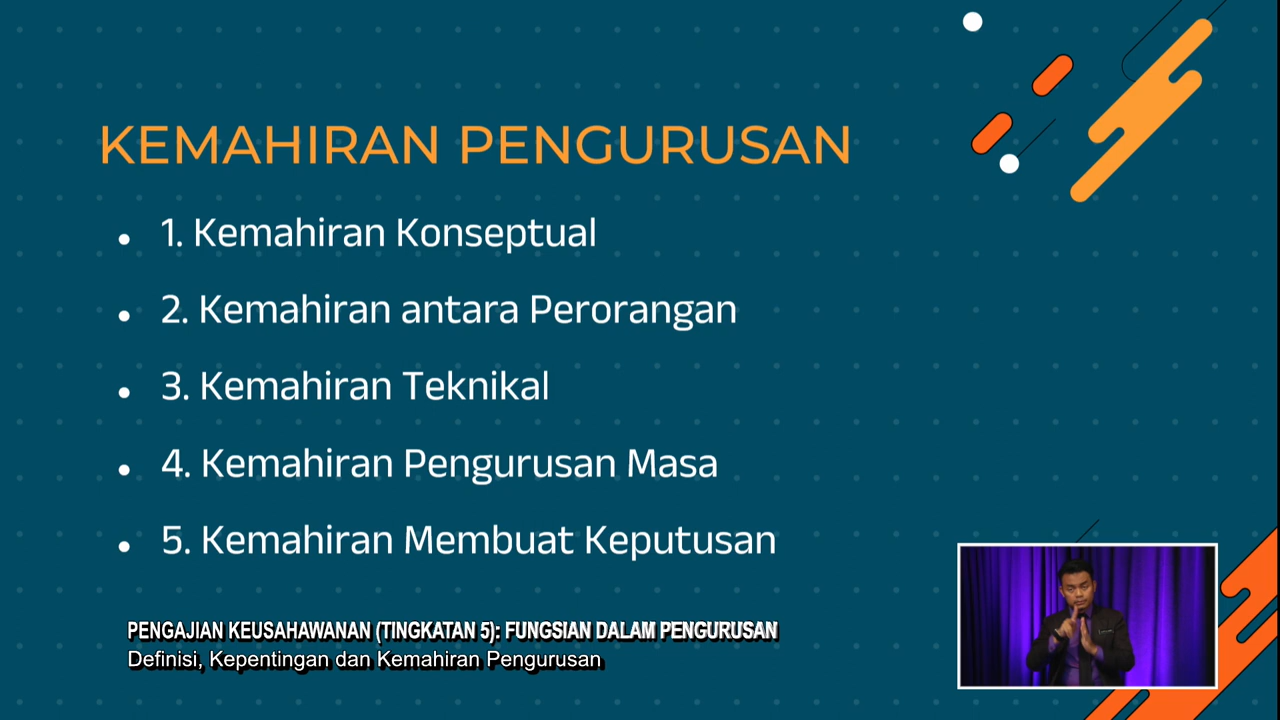 KEMAHIRAN PENGURUSAN
• 1. Kemahiran Konseptual
• 2. Kemahiran antara Perorangan
• 3. Kemahiran Teknikal
• 4. Kemahiran Pengurusan Masa
• 5. Kemahiran Membuat Keputusan
PENGAJIAN KEUSAHAWANAN (TINGKATAN 5): FUNGSIAN DALAM PENGURUSAN
Definisi, Kepentingan dan Kemahiran Pengurusan